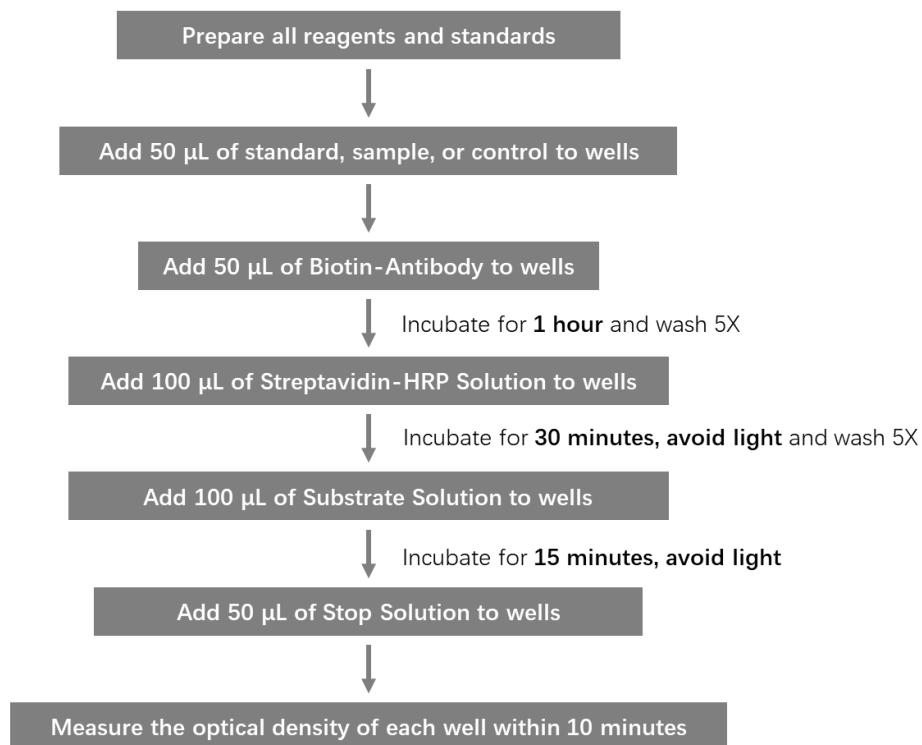 Prepare all reagents and standards
Add 50 µL of standard, sample, or control to wells
Add 50 µL of Biotin-Antibody to wells
Incubate for 1 hour and wash 5X
Add 100 µL of Streptavidin-HRP Solution to wells
Incubate for 30 minutes, avoid light and wash 5X
Add 100 µL of Substrate Solution to wells
Incubate for 15 minutes, avoid light
Add 50 µL of Stop Solution to wells
Measure the optical density of each well within 10 minutes